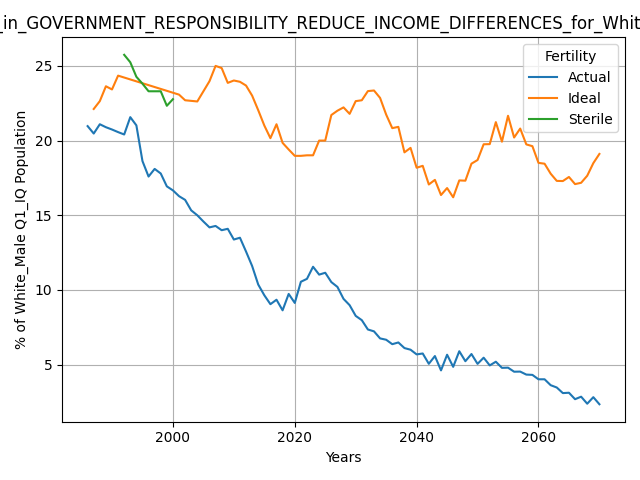 _in_GOVERNMENT_RESPONSIBILITY_REDUCE_INCOME_DIFFERENCES_for_Whit
Fertility
Actual
Ideal
Sterile
% of White_Male Q1_IQ Population
25
20
15
10
5
2000
2020
2040
2060
Years